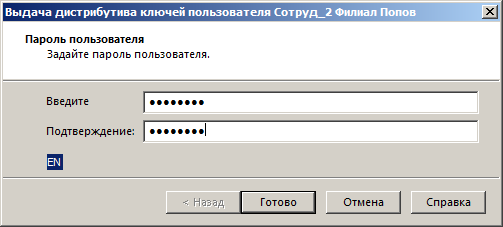 Выдача дистрибутива ключей пользователя Сотруд_2 Филиал Попов
Пароль пользователя
Задайте пароль пользователя.
Введите ●●●●●●●●
Подтверждение: ●●●●●●●●
EN
< Назад Готово Отмена Справка